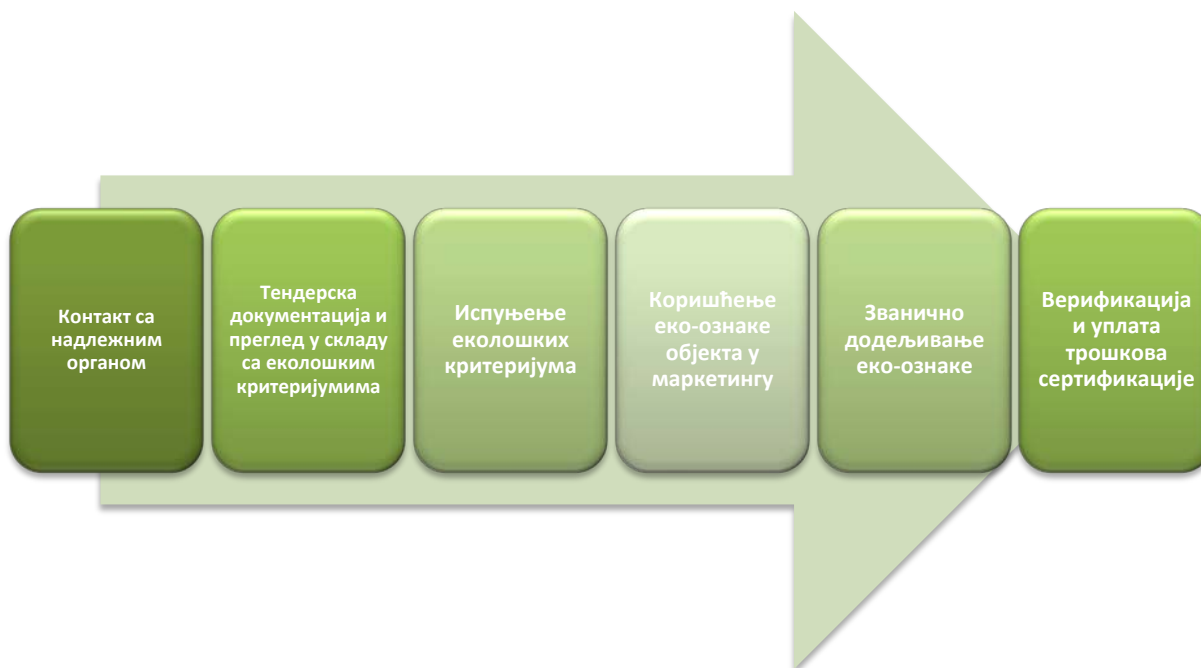 Контакт са
надлежним
органом
Тендерска
документација и
преглед у складу
са еколошким
критеријумима
Испуњење
еколошких
критеријума
Коришћење
еко-ознаке
објекта у
маркетингу
Званично
додељивање
еко-ознаке
Верификација
и уплата
трошкова
сертификације